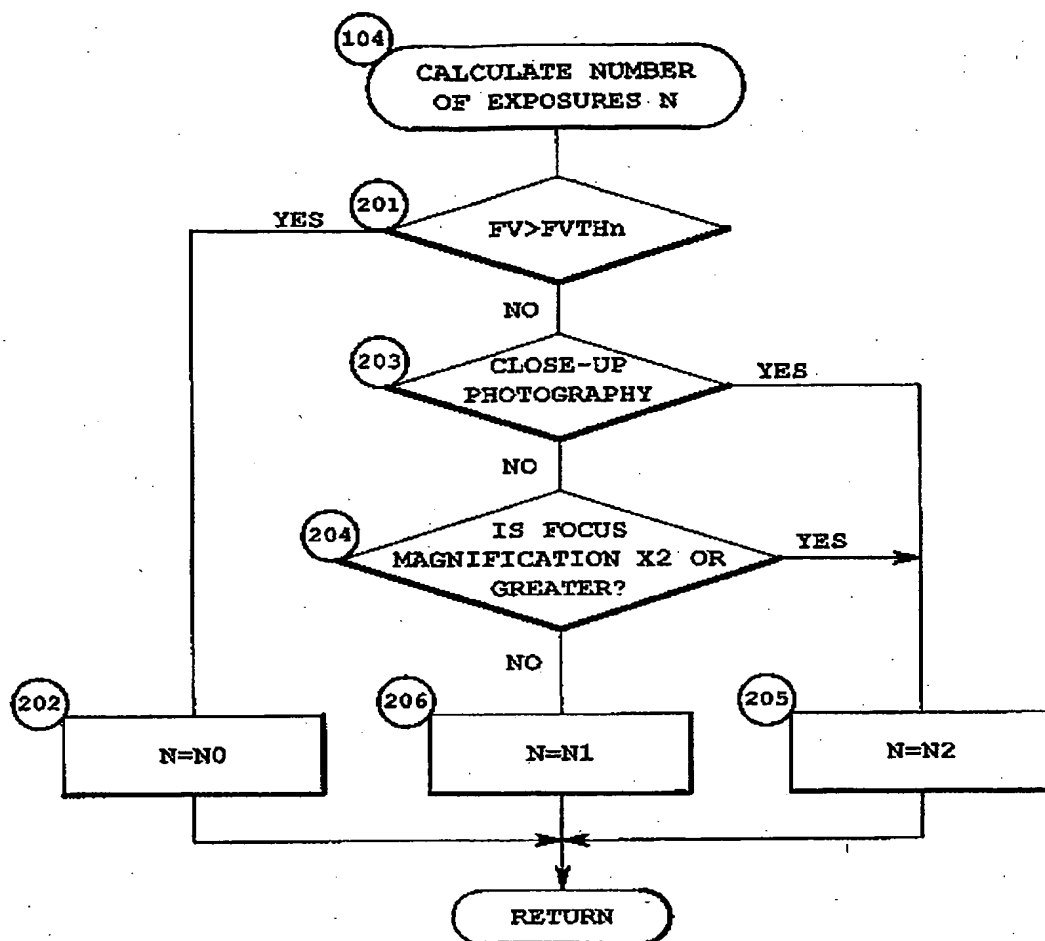 104
CALCULATE NUMBER
OF EXPOSURES N
201
YES
FV>FVTHn
NO
203
CLOSE-UP
PHOTOGRAPHY
YES
NO
204
IS FOCUS
MAGNIFICATION X2 OR
GREATER?
YES
NO
202
N=N0
206
N=N1
205
N=N2
RETURN